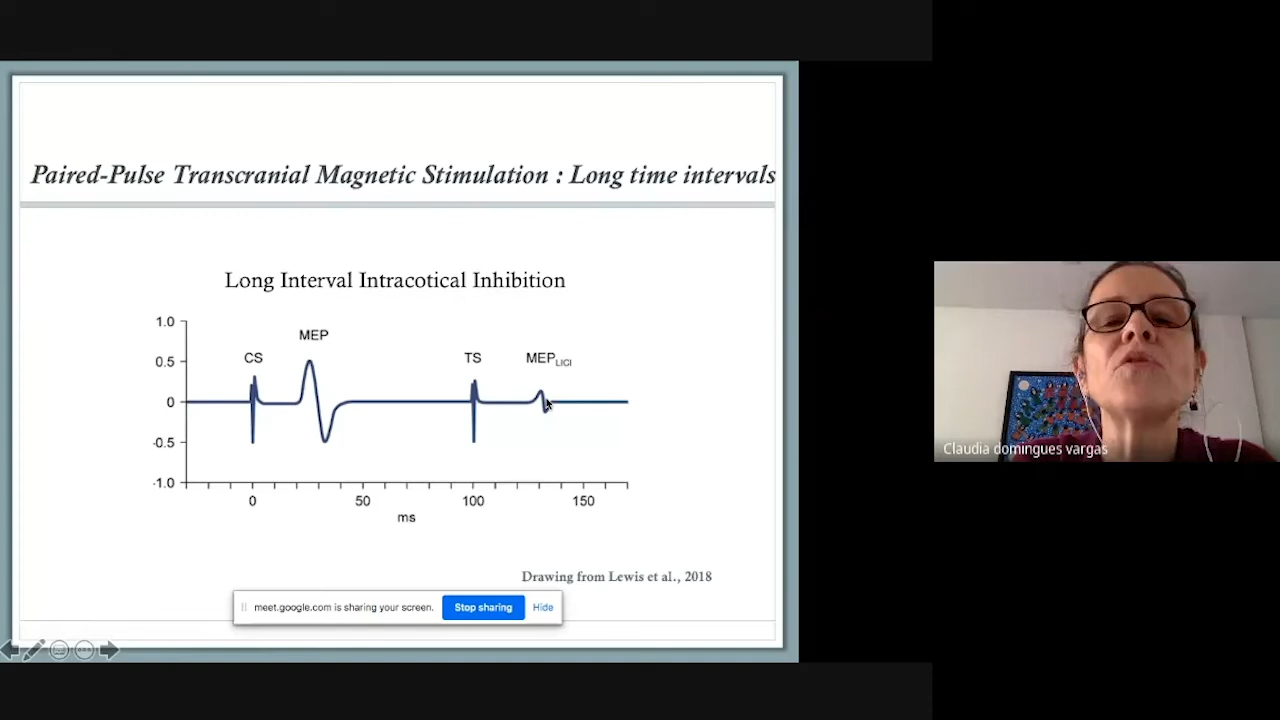 Paired-Pulse Transcranial Magnetic Stimulation : Long time intervals
Long Interval Intracotical Inhibition
1.0
0.5
0
-0.5
-1.0
CS
MEP
TS
MEPLICI
0
50
100
150
ms
Drawing from Lewis et al., 2018
meet.google.com is sharing your screen.
Stop sharing
Hide
Claudia domingues vargas